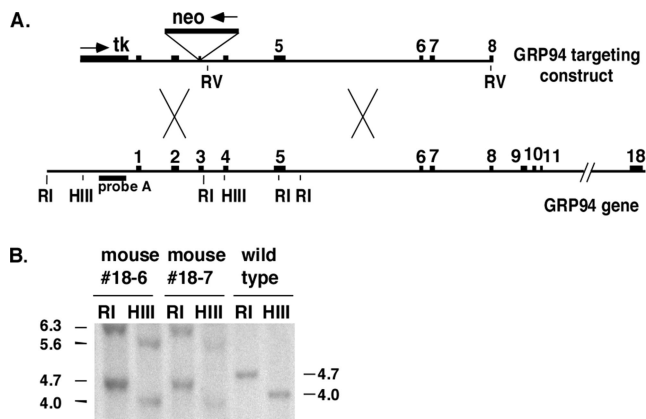 A.
neo
tk
5
6 7
8
GRP94 targeting
construct
RV
RV
1 2 3 4 5 6 7 8 9 10 11 18
RI HIII probe A RI HIII RI RI
GRP94 gene
B.
mouse mouse wild
#18-6 #18-7 type
RI HIII RI HIII RI HIII
6.3
5.6
4.7
4.0
4.7
4.0